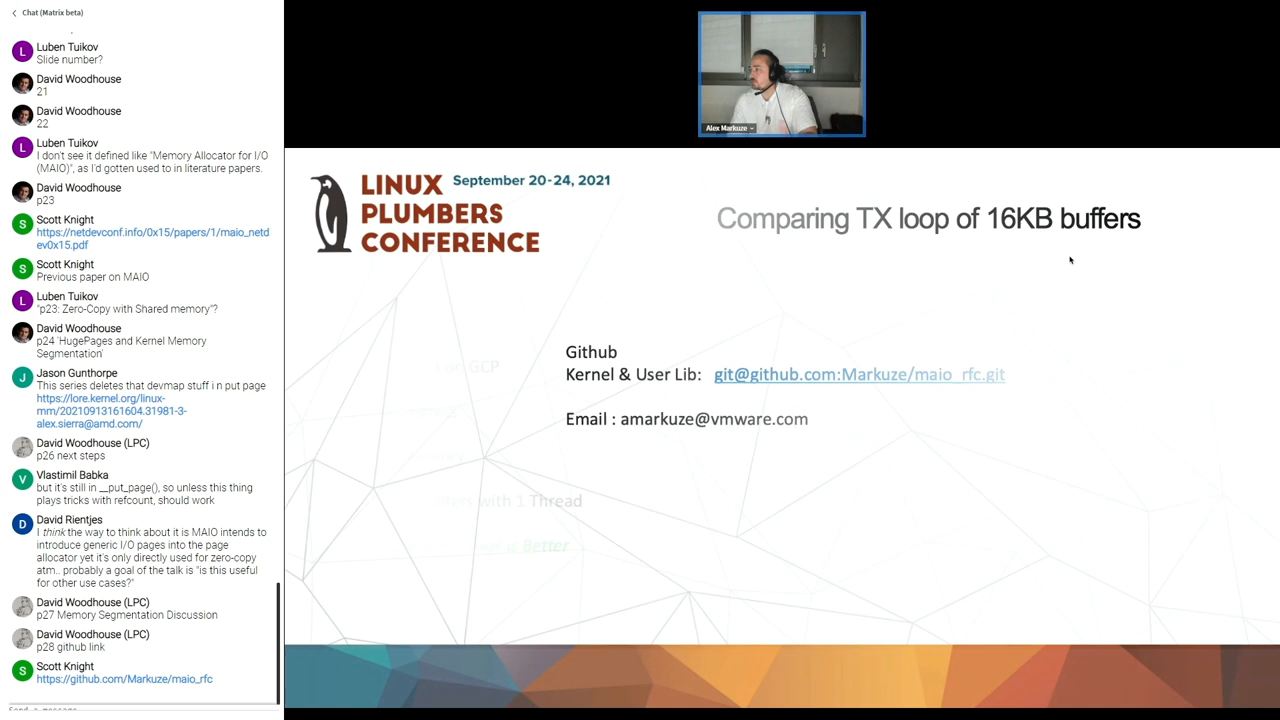 Chat (Matrix beta)
Luben Tuikov
Slide number?
David Woodhouse
21
David Woodhouse
22
Luben Tuikov
I don't see it defined like "Memory Allocator for I/O
(MAIO)", as I'd gotten used to in literature papers.
David Woodhouse
p23
Scott Knight
https://netdevconf.info/0x15/papers/1/maio_netd
ev0x15.pdf
Scott Knight
Previous paper on MAIO
Luben Tuikov
"p23: Zero-Copy with Shared memory"?
David Woodhouse
p24 'HugePages and Kernel Memory
Segmentation'
Jason Gunthorpe
This series deletes that devmap stuff i n put page
https://lore.kernel.org/linux-
mm/20210913161604.31981-3-
alex.sierra@amd.com/
David Woodhouse (LPC)
p26 next steps
Vlastimil Babka
but it's still in __put_page(), so unless this thing
plays tricks with refcount, should work
David Rientjes
I think the way to think about it is MAIO intends to
introduce generic I/O pages into the page
allocator yet it's only directly used for zero-copy
atm.. probably a goal of the talk is "is this useful
for other use cases?"
David Woodhouse (LPC)
p27 Memory Segmentation Discussion
David Woodhouse (LPC)
p28 github link
Scott Knight
https://github.com/Markuze/maio_rfc
Send a message
Alex Markuze
LINUX
PLUMBERS
CONFERENCE
September 20-24, 2021
Comparing TX loop of 16KB buffers
GCP
Github
Kernel & User Lib: git@github.com:Markuze/maio_rfc.git
Email : amarkuze@vmware.com
with 1 Thread
is Better